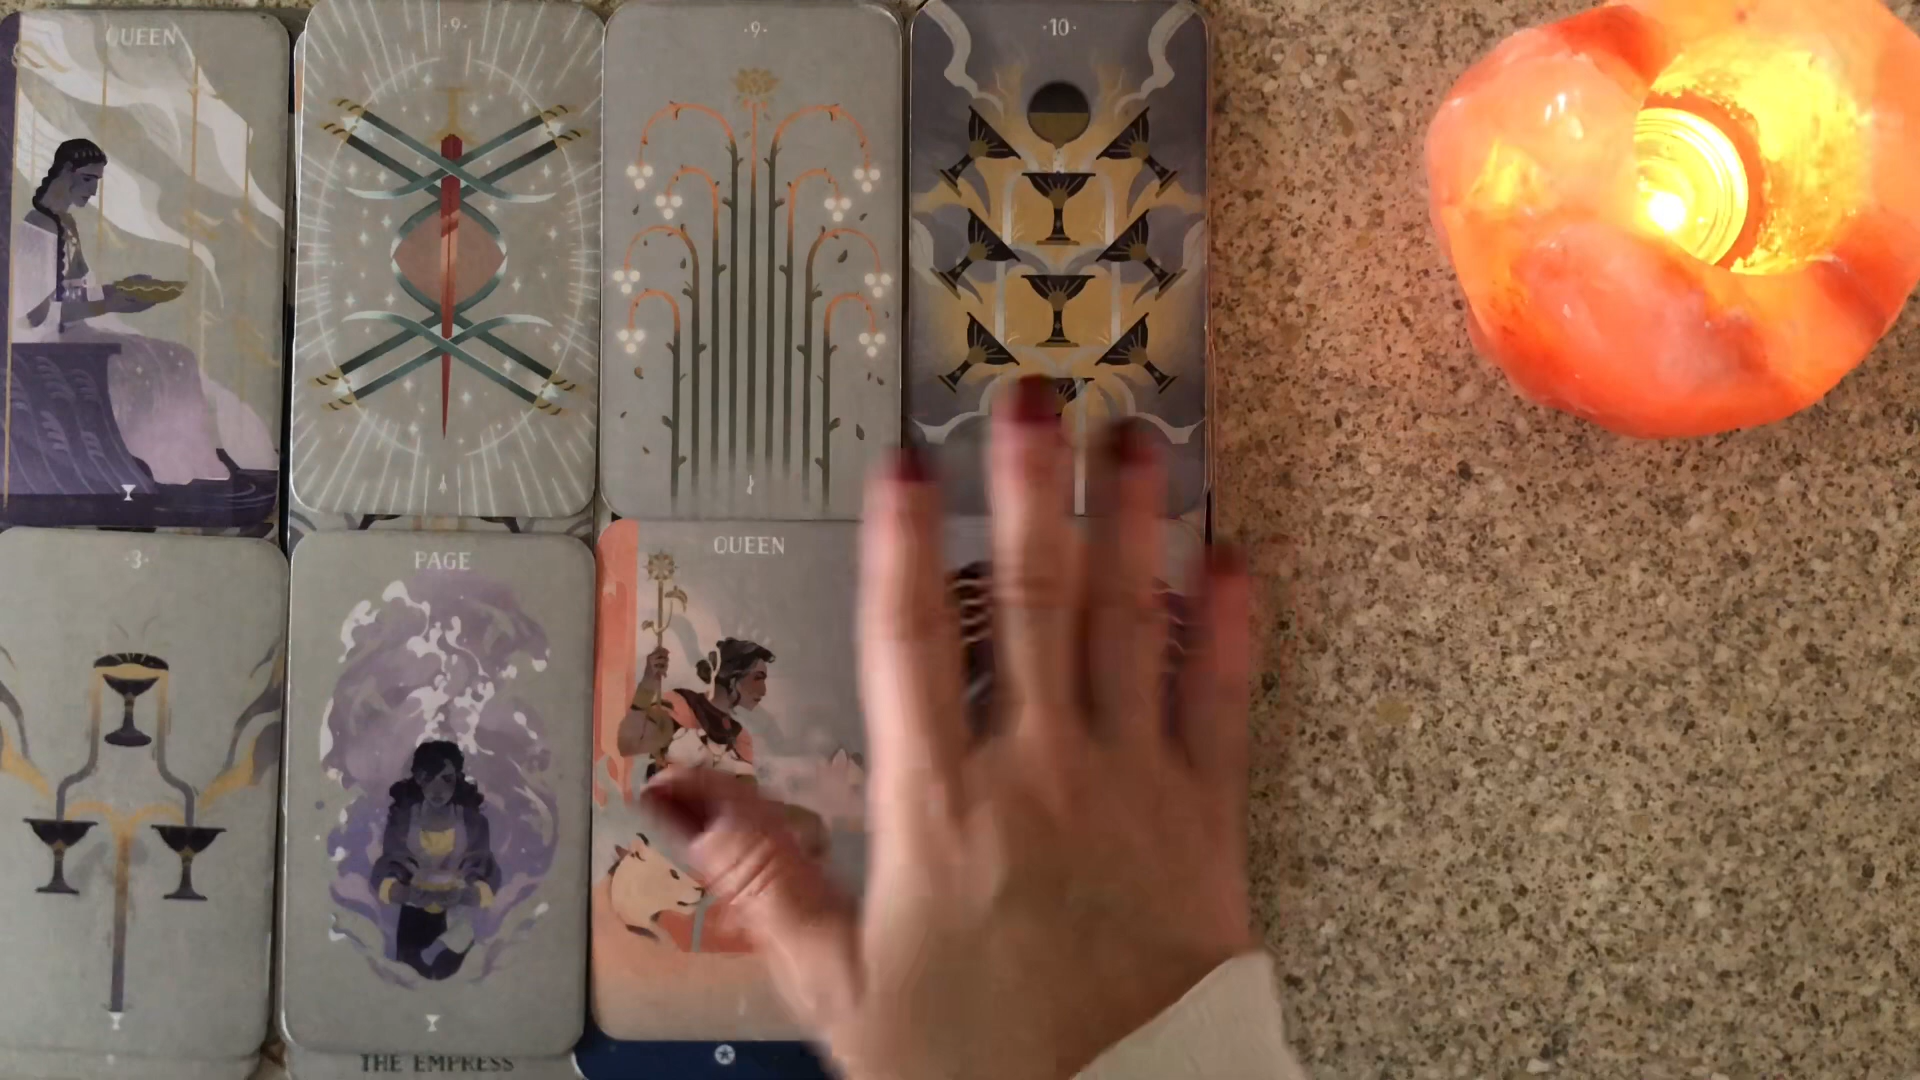 QUEEN
·9·
·9·
·10·
·3·
PAGE
QUEEN
THE EMPRESS